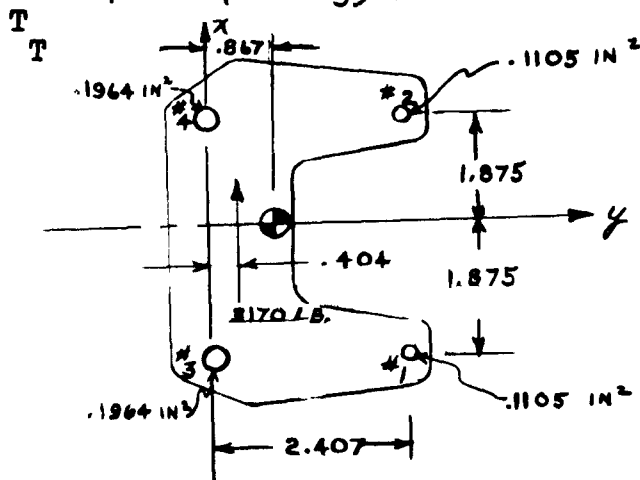 T
T
x
.867
.1964 IN²
#4
#2
.1105 IN²
1.875
y
.404
1.875
8170 LB.
#3
#1
.1964 IN²
.1105 IN²
2.407